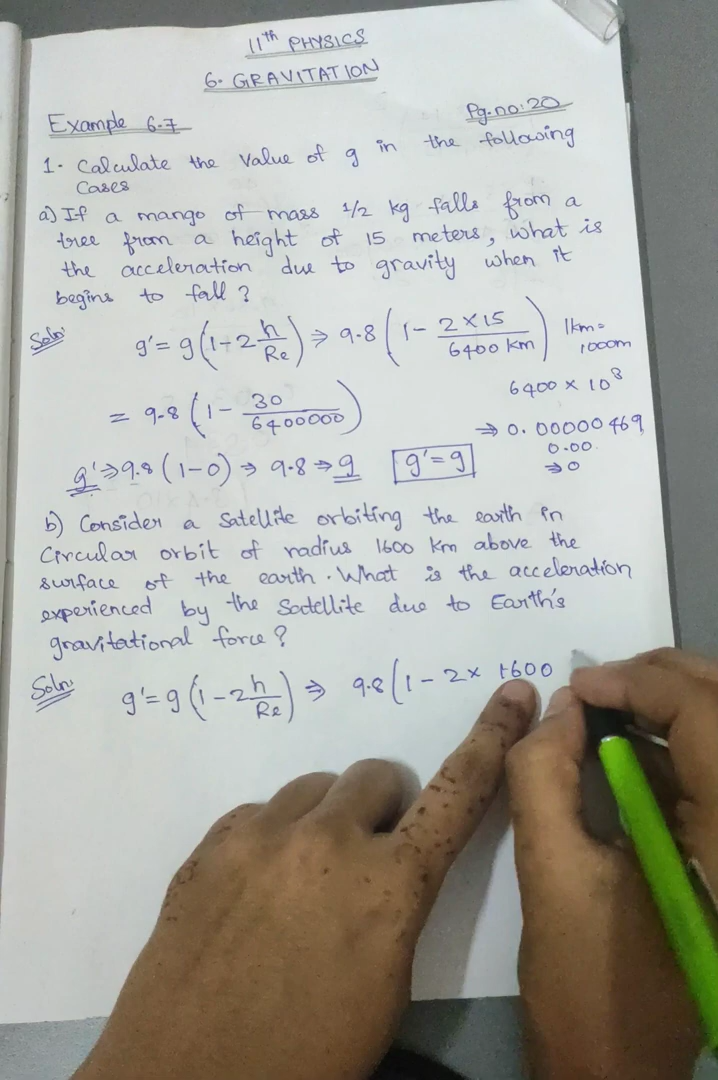 11th PHYSICS
6. GRAVITATION
Example 6.7
Pg.no:20
1. Calculate the Value of g in the following
Cases
a) If a mango of mass 1/2 kg falls from a
tree from a height of 15 meters, what is
the acceleration due to gravity when it
begins to fall?
Soln:
g' = g (1 - 2 h/Re) ⇒ 9.8 (1 - 2 × 15 / 6400 km)
1 km = 1000m
6400 × 10³
= 9.8 (1 - 30 / 6400000)
⇒ 0.00000469
0.00
⇒ 0
g' ⇒ 9.8 (1-0) ⇒ 9.8 ⇒ g
g' = g
b) Consider a Satellite orbiting the earth in
Circular orbit of radius 1600 Km above the
surface of the earth. What is the acceleration
experienced by the Satellite due to Earth's
gravitational force?
Soln:
g' = g (1 - 2 h/Re) ⇒ 9.8 (1 - 2 × 1600